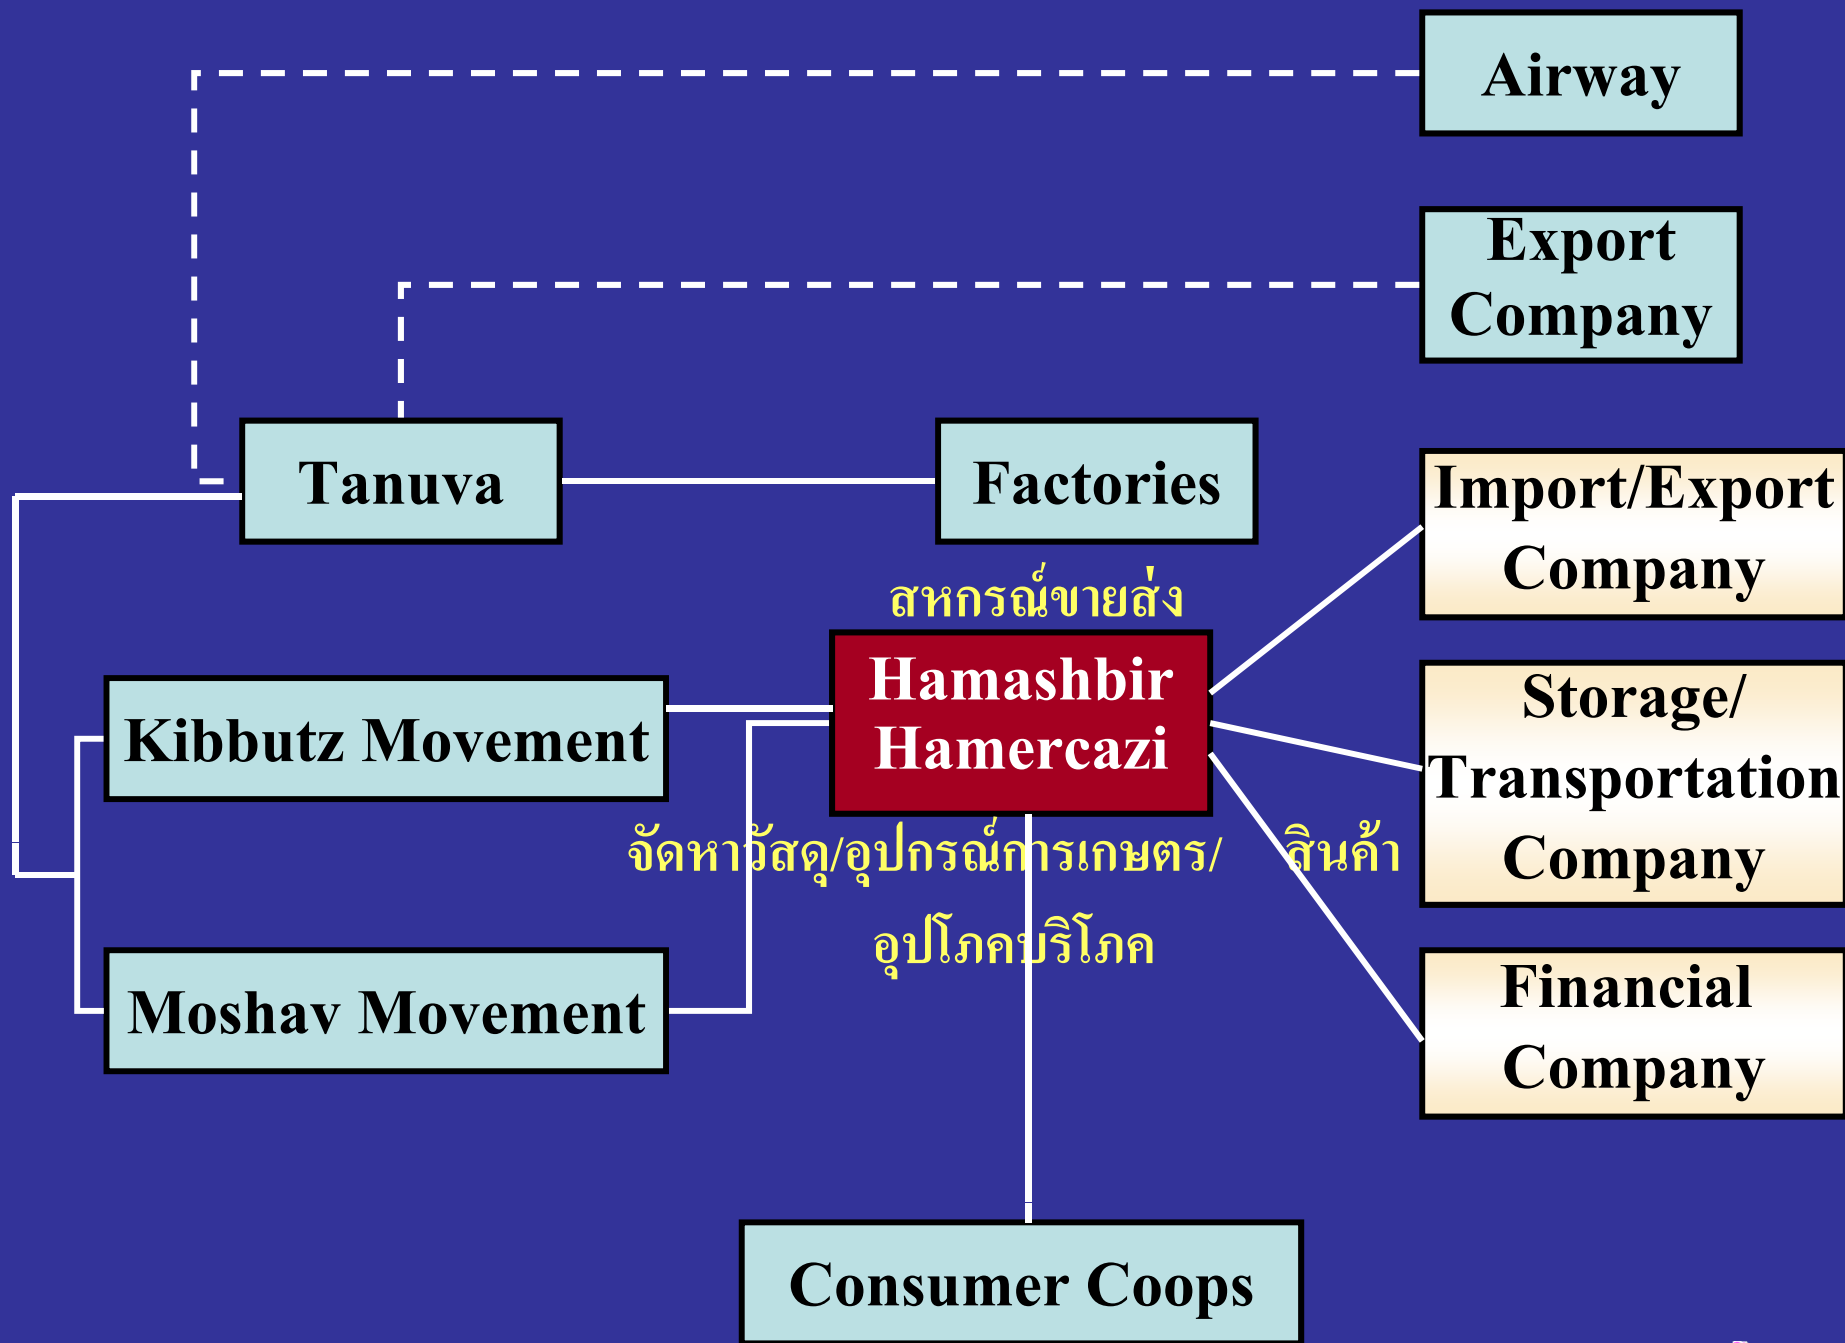 Airway
Export
Company
Tanuva
Factories
Import/Export
Company
สหกรณ์ขายส่ง
Hamashbir
Hamercazi
Storage/
Transportation
Company
Kibbutz Movement
จัดหาวัสดุ/อุปกรณ์การเกษตร/ สินค้า
อุปโภคบริโภค
Moshav Movement
Financial
Company
Consumer Coops